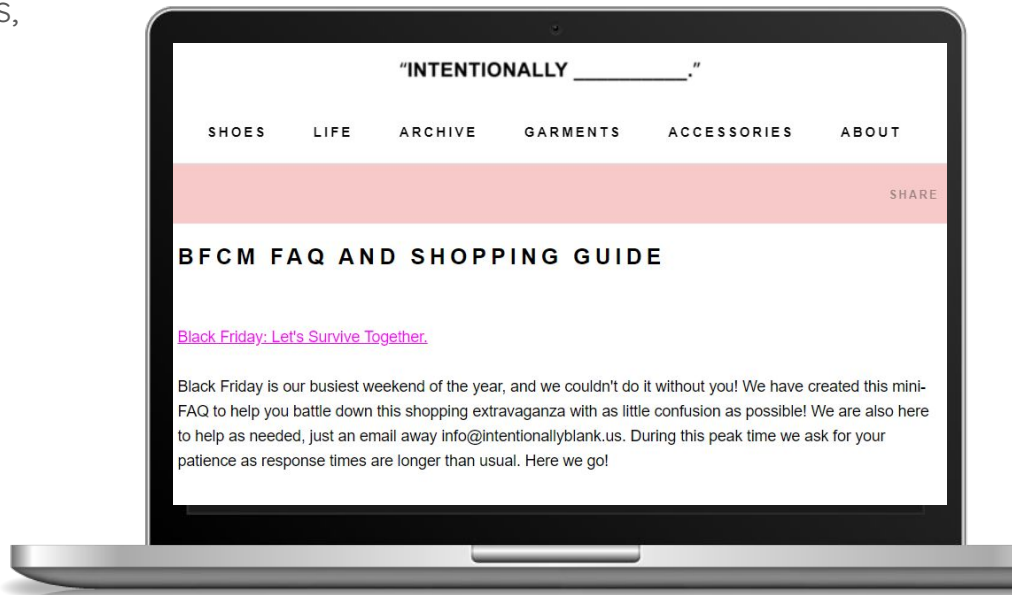 s,
“INTENTIONALLY __________.”
SHOES LIFE ARCHIVE GARMENTS ACCESSORIES ABOUT
SHARE
BFCM FAQ AND SHOPPING GUIDE
Black Friday: Let's Survive Together.
Black Friday is our busiest weekend of the year, and we couldn't do it without you! We have created this mini-
FAQ to help you battle down this shopping extravaganza with as little confusion as possible! We are also here
to help as needed, just an email away info@intentionallyblank.us. During this peak time we ask for your
patience as response times are longer than usual. Here we go!